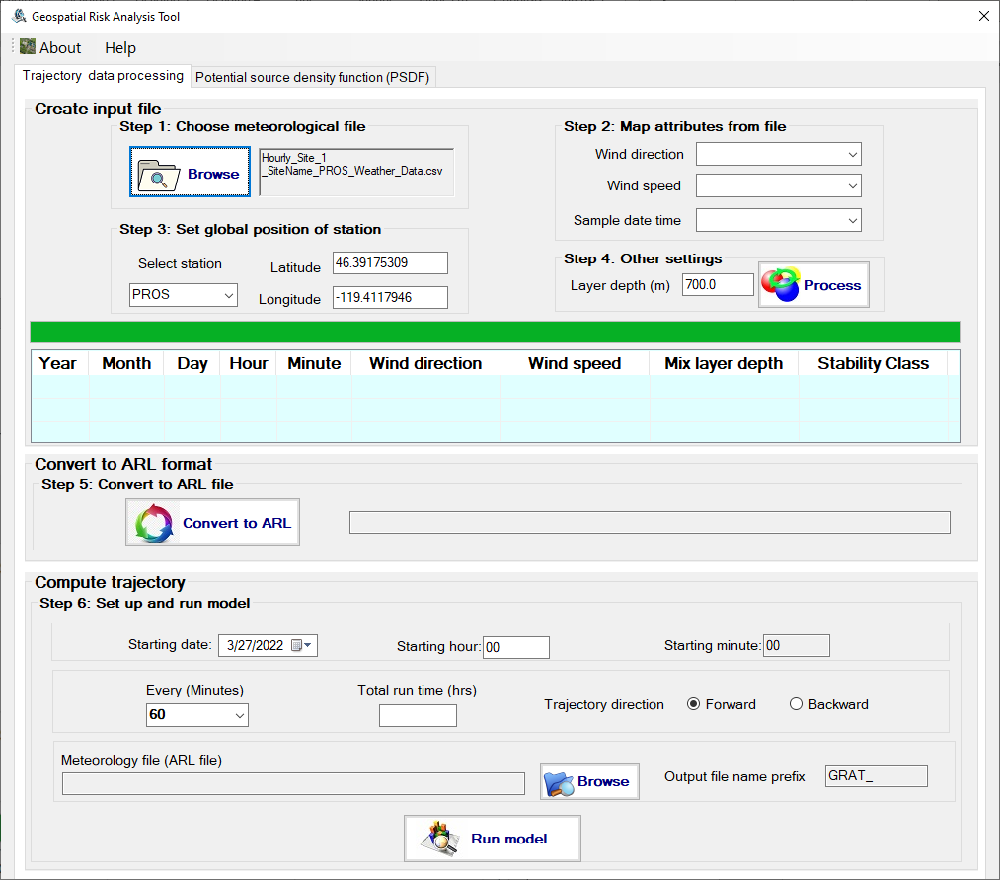 Geospatial Risk Analysis Tool
About Help
Trajectory data processing Potential source density function (PSDF)
Create input file
Step 1: Choose meteorological file
Browse
Hourly_Site_1
_SiteName_PROS_Weather_Data.csv
Step 2: Map attributes from file
Wind direction
Wind speed
Sample date time
Step 3: Set global position of station
Select station
PROS
Latitude 46.39175309
Longitude -119.4117946
Step 4: Other settings
Layer depth (m) 700.0 Process
Year Month Day Hour Minute Wind direction Wind speed Mix layer depth Stability Class
Convert to ARL format
Step 5: Convert to ARL file
Convert to ARL
Compute trajectory
Step 6: Set up and run model
Starting date: 3/27/2022 Starting hour: 00 Starting minute: 00
Every (Minutes)
60
Total run time (hrs)
Trajectory direction Forward Backward
Meteorology file (ARL file)
Browse Output file name prefix GRAT_
Run model